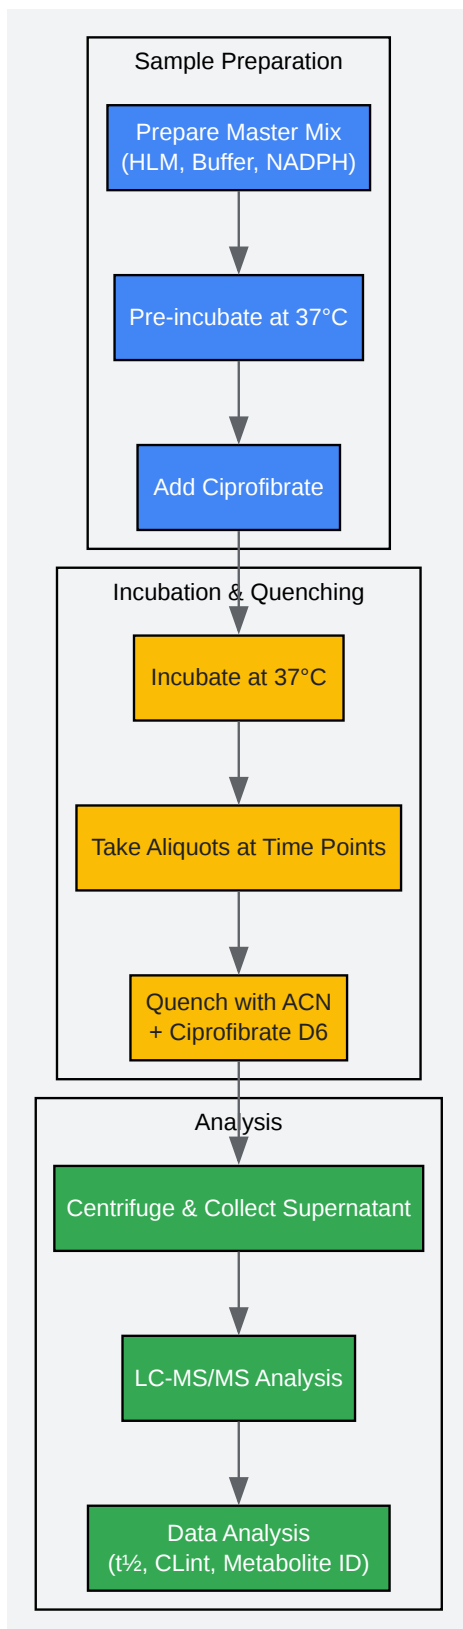 Sample Preparation
Prepare Master Mix
(HLM, Buffer, NADPH)
Pre-incubate at 37°C
Add Ciprofibrate
Incubation & Quenching
Incubate at 37°C
Take Aliquots at Time Points
Quench with ACN
+ Ciprofibrate D6
Analysis
Centrifuge & Collect Supernatant
LC-MS/MS Analysis
Data Analysis
(t½, CLint, Metabolite ID)